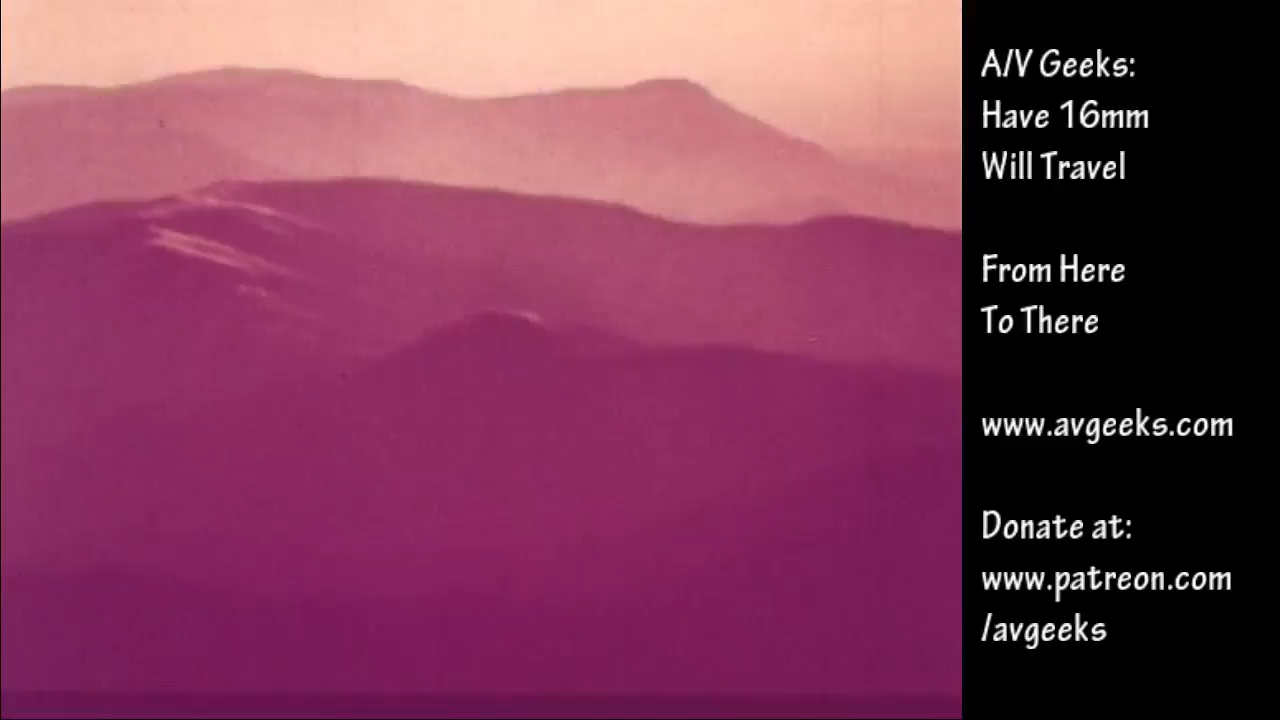 A/V Geeks:
Have 16mm
Will Travel
From Here
To There
www.avgeeks.com
Donate at:
www.patreon.com
/avgeeks